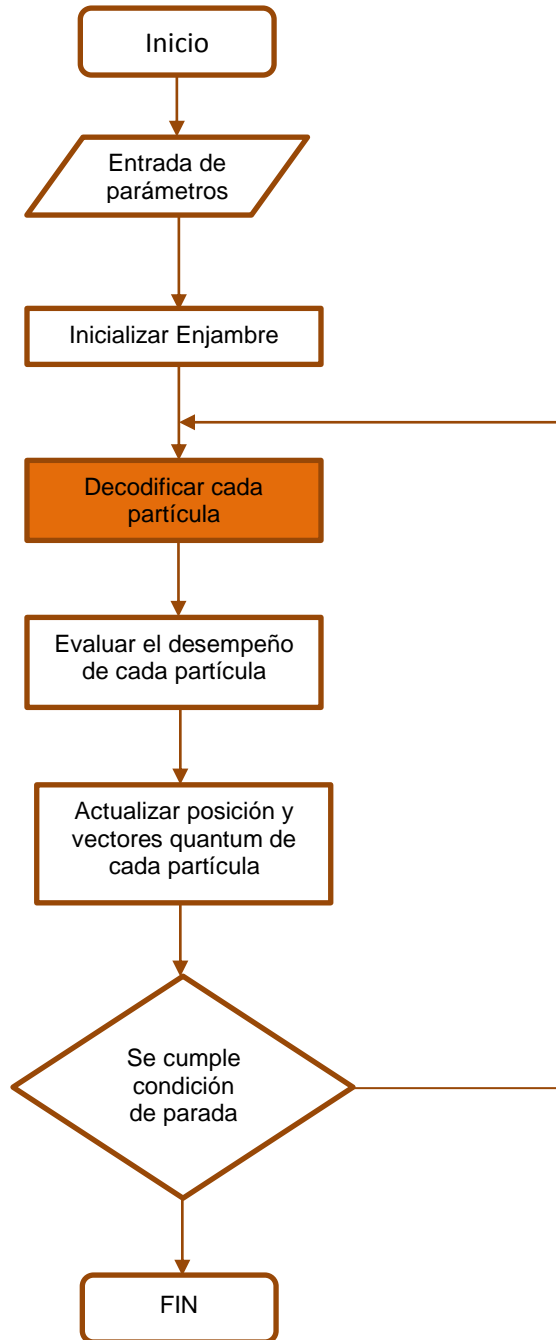 Inicio
Entrada de
parámetros
Inicializar Enjambre
Decodificar cada
partícula
Evaluar el desempeño
de cada partícula
Actualizar posición y
vectores quantum de
cada partícula
Se cumple
condición
de parada
FIN